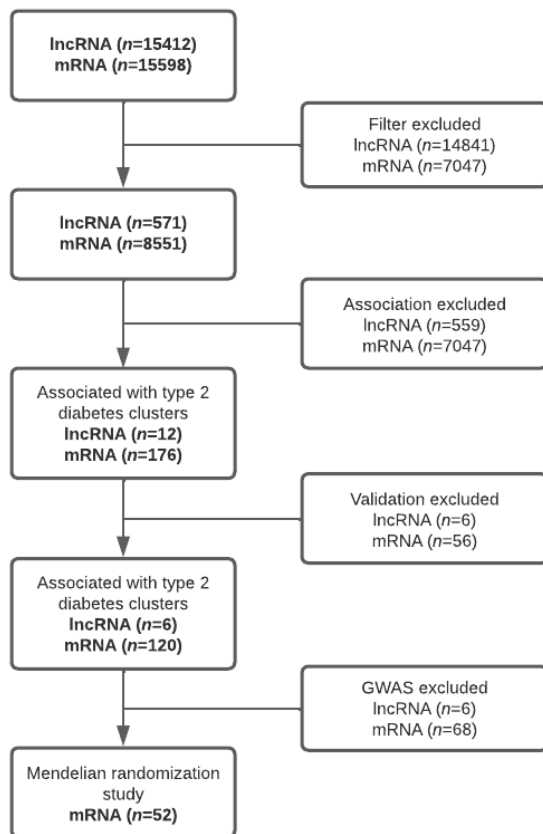 lncRNA (n=15412)
mRNA (n=15598)
Filter excluded
lncRNA (n=14841)
mRNA (n=7047)
lncRNA (n=571)
mRNA (n=8551)
Association excluded
lncRNA (n=559)
mRNA (n=7047)
Associated with type 2
diabetes clusters
lncRNA (n=12)
mRNA (n=176)
Validation excluded
lncRNA (n=6)
mRNA (n=56)
Associated with type 2
diabetes clusters
lncRNA (n=6)
mRNA (n=120)
GWAS excluded
lncRNA (n=6)
mRNA (n=68)
Mendelian randomization
study
mRNA (n=52)